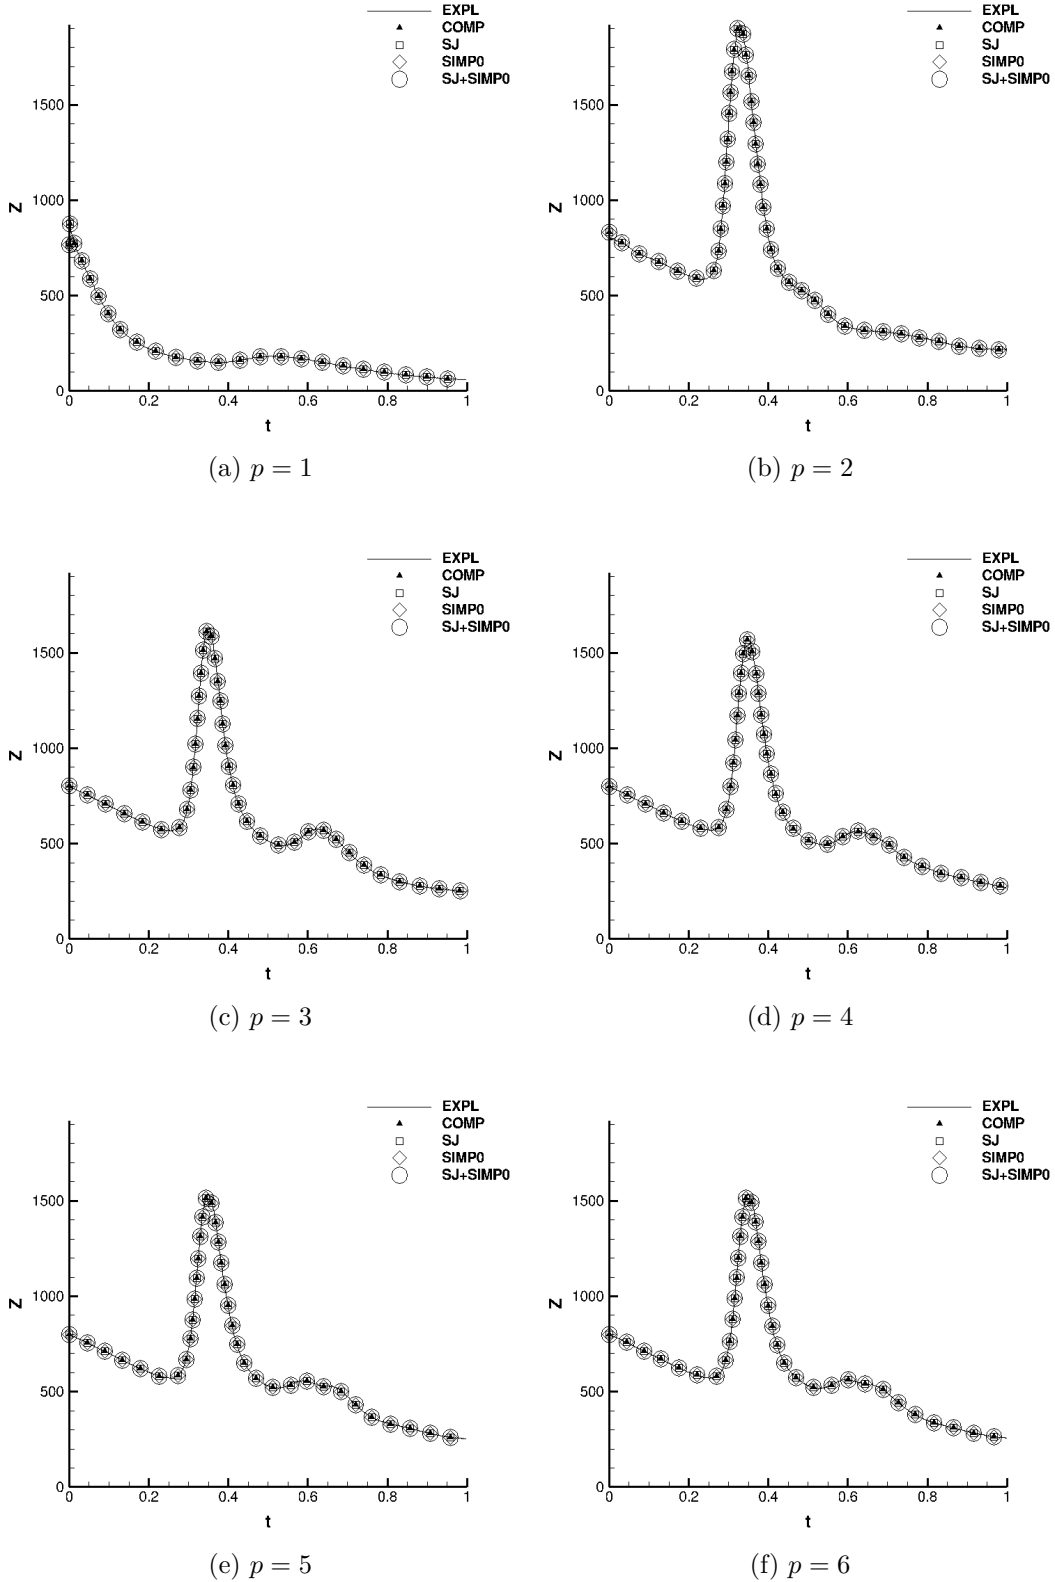 EXPL
COMP
SJ
SIMP0
SJ+SIMP0
1500
1000
500
0
Z
0 0.2 0.4 0.6 0.8 1
t
(a) p = 1
EXPL
COMP
SJ
SIMP0
SJ+SIMP0
1500
1000
500
0
Z
0 0.2 0.4 0.6 0.8 1
t
(b) p = 2
EXPL
COMP
SJ
SIMP0
SJ+SIMP0
1500
1000
500
0
Z
0 0.2 0.4 0.6 0.8 1
t
(c) p = 3
EXPL
COMP
SJ
SIMP0
SJ+SIMP0
1500
1000
500
0
Z
0 0.2 0.4 0.6 0.8 1
t
(d) p = 4
EXPL
COMP
SJ
SIMP0
SJ+SIMP0
1500
1000
500
0
Z
0 0.2 0.4 0.6 0.8 1
t
(e) p = 5
EXPL
COMP
SJ
SIMP0
SJ+SIMP0
1500
1000
500
0
Z
0 0.2 0.4 0.6 0.8 1
t
(f) p = 6